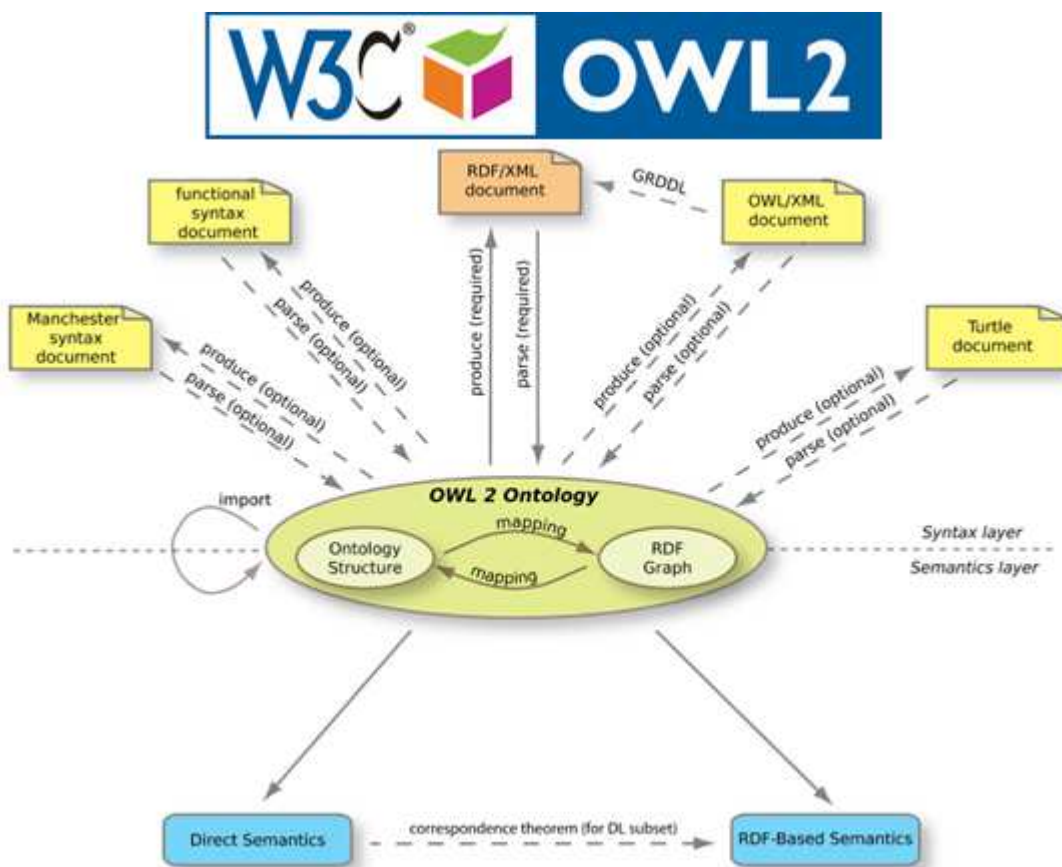 W3C® OWL2
RDF/XML
document
GRDDL
functional
syntax
document
OWL/XML
document
Manchester
syntax
document
Turtle
document
produce (optional)
parse (optional)
produce (optional)
parse (optional)
produce (required)
parse (required)
produce (optional)
parse (optional)
produce (optional)
parse (optional)
OWL 2 Ontology
import
mapping
Ontology
Structure
RDF
Graph
mapping
Syntax layer
Semantics layer
Direct Semantics
correspondence theorem (for DL subset)
RDF-Based Semantics